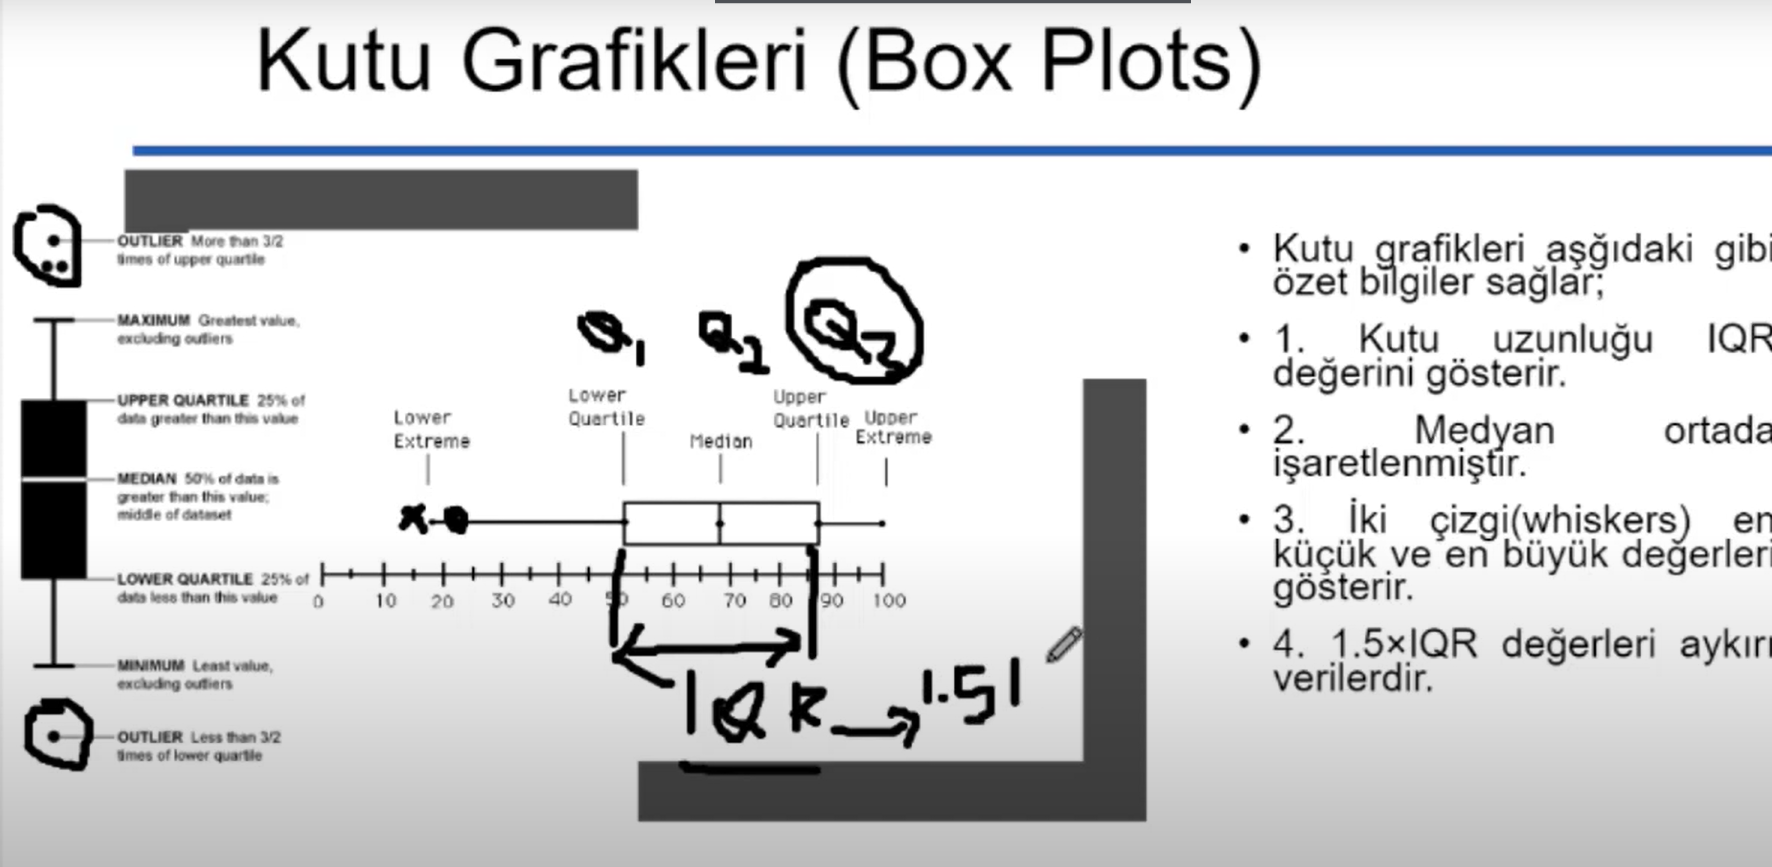 Kutu Grafikleri (Box Plots)
OUTLIER More than 3/2
times of upper quartile
MAXIMUM Greatest value,
excluding outliers
UPPER QUARTILE 25% of
data greater than this value
MEDIAN 50% of data is
greater than this value;
middle of dataset
LOWER QUARTILE 25% of
data less than this value
MINIMUM Least value,
excluding outliers
OUTLIER Less than 3/2
times of lower quartile
Q1 Q2 Q3
Lower
Extreme
Lower
Quartile
Median
Upper
Quartile
Upper
Extreme
0 10 20 30 40 50 60 70 80 90 100
IQR 1.5 I
• Kutu grafikleri aşğıdaki gibi
özet bilgiler sağlar;
• 1. Kutu uzunluğu IQR
değerini gösterir.
• 2. Medyan ortada
işaretlenmiştir.
• 3. İki çizgi(whiskers) en
küçük ve en büyük değerleri
gösterir.
• 4. 1.5×IQR değerleri aykırı
verilerdir.